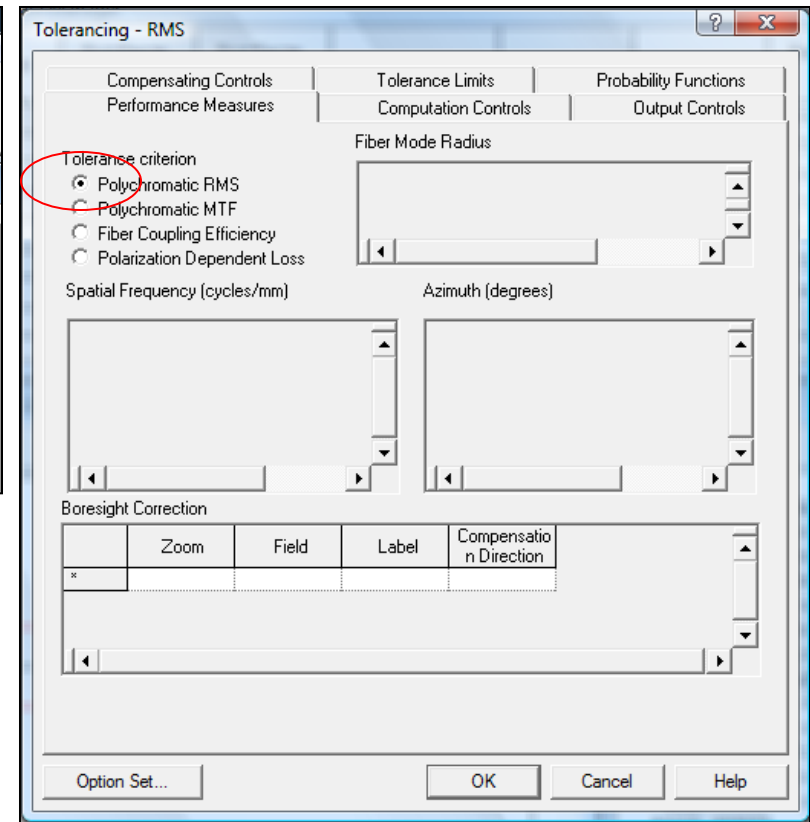 Tolerancing - RMS
Compensating Controls
Tolerance Limits
Probability Functions
Performance Measures
Computation Controls
Output Controls
Tolerance criterion
Polychromatic RMS
Polychromatic MTF
Fiber Coupling Efficiency
Polarization Dependent Loss
Fiber Mode Radius
Spatial Frequency (cycles/mm)
Azimuth (degrees)
Boresight Correction
Zoom
Field
Label
Compensatio
n Direction
*
Option Set...
OK
Cancel
Help